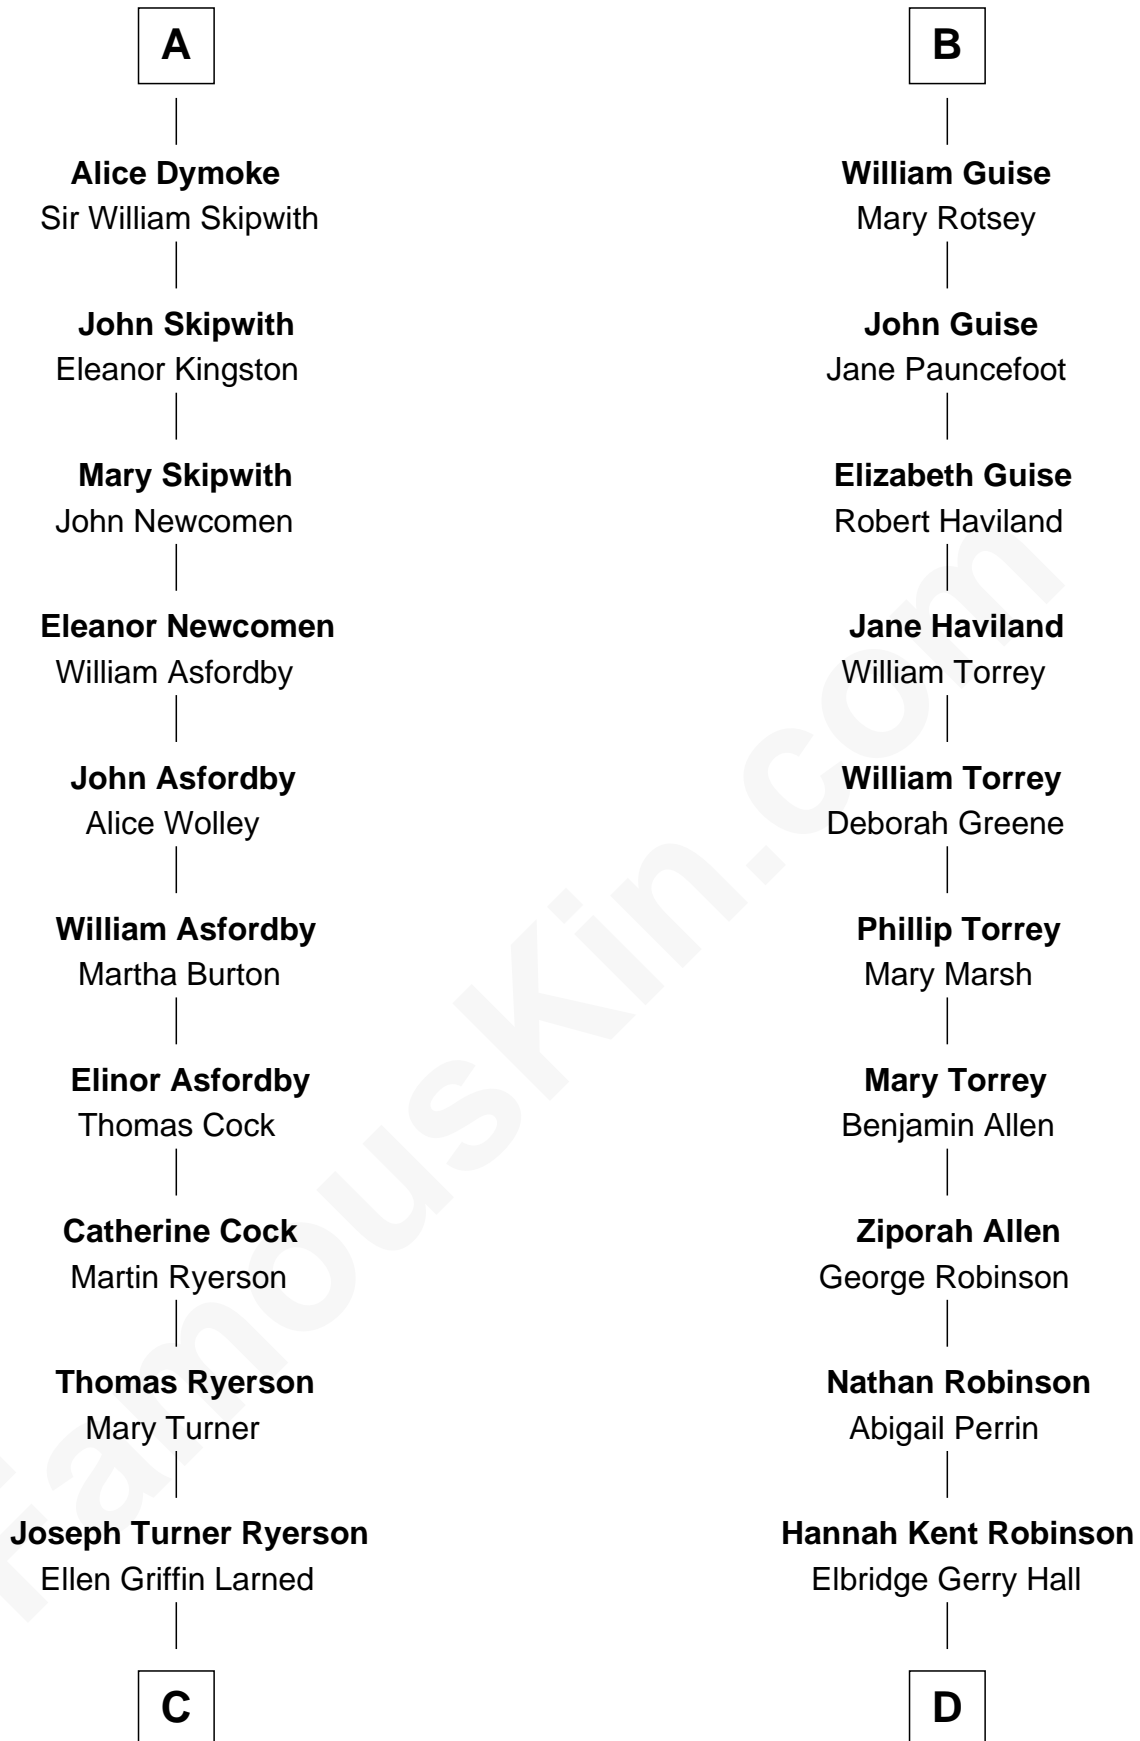 A
Alice Dymoke
Sir William Skipwith
John Skipwith
Eleanor Kingston
Mary Skipwith
John Newcomen
Eleanor Newcomen
William Asfordby
John Asfordby
Alice Wolley
William Asfordby
Martha Burton
Elinor Asfordby
Thomas Cock
Catherine Cock
Martin Ryerson
Thomas Ryerson
Mary Turner
Joseph Turner Ryerson
Ellen Griffin Larned
C
B
William Guise
Mary Rotsey
John Guise
Jane Pauncefoot
Elizabeth Guise
Robert Haviland
Jane Haviland
William Torrey
William Torrey
Deborah Greene
Phillip Torrey
Mary Marsh
Mary Torrey
Benjamin Allen
Ziporah Allen
George Robinson
Nathan Robinson
Abigail Perrin
Hannah Kent Robinson
Elbridge Gerry Hall
D
FamousKin.com